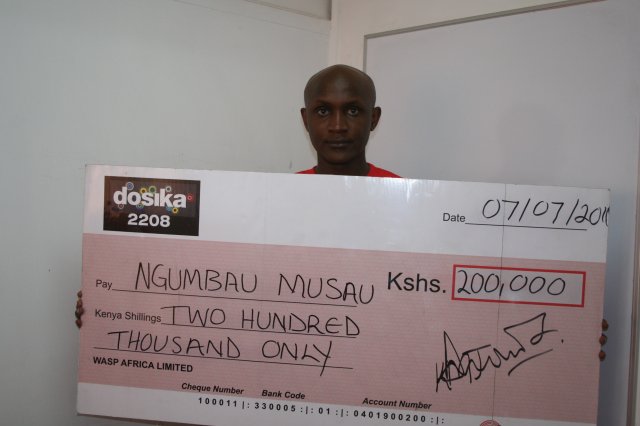 dosika
2208
Date 07/07/201
Pay NGUMBAU MUSAU Kshs. 200,000
Kenya Shillings TWO HUNDRED
THOUSAND ONLY
WASP AFRICA LIMITED
Cheque Number Bank Code Account Number
100011 |: 330005 :|: 01 |: 0401900200 :|: